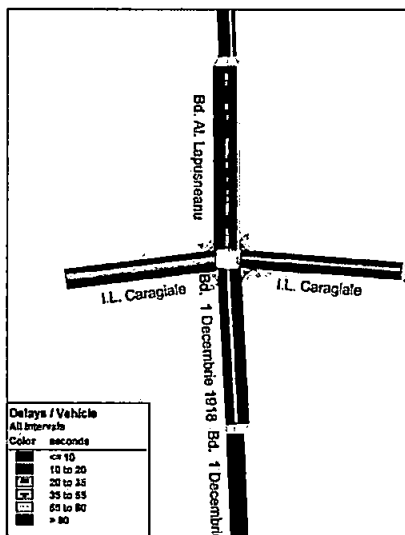 Bd. Al. Lapusneanu
I.L. Caragiale
I.L. Caragiale
Bd. 1 Decembrie 1918
Bd. 1 Decembrie
Delays / Vehicle
All Intervals
Color seconds
<= 10
10 to 20
20 to 35
35 to 55
55 to 80
> 80